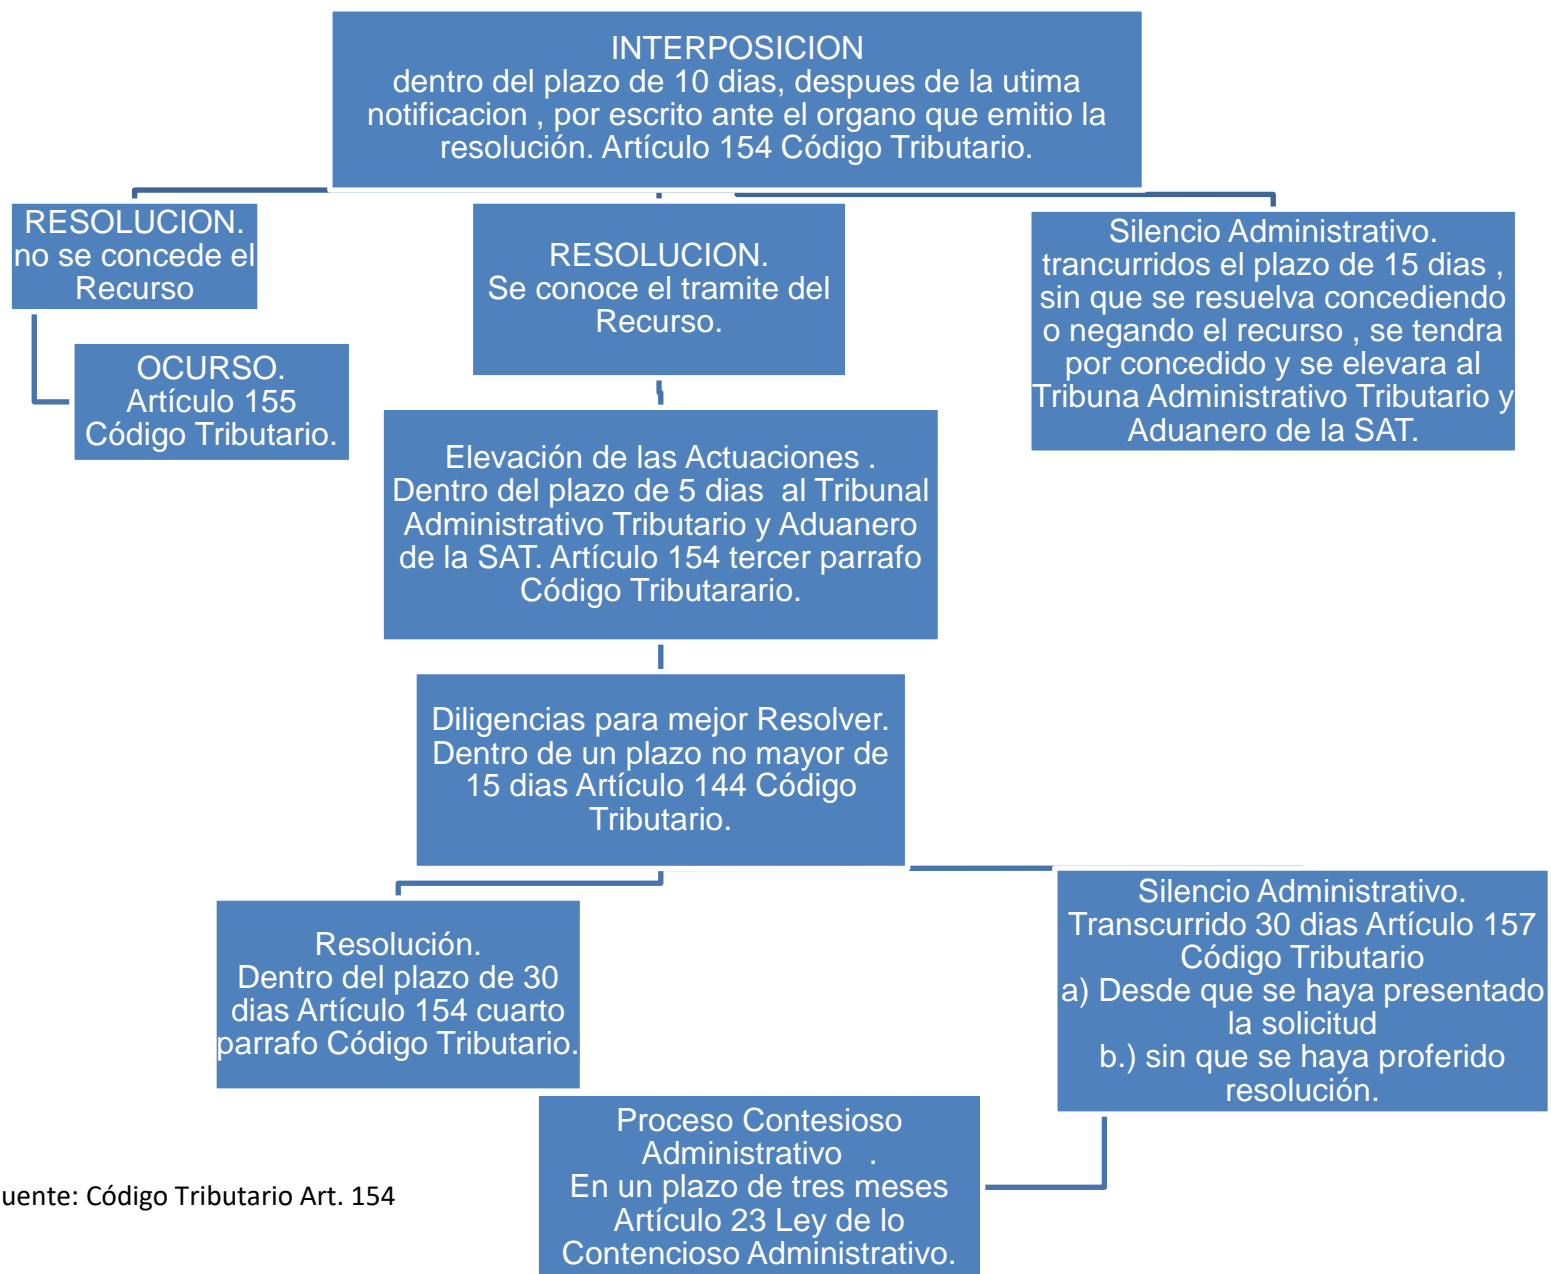 INTERPOSICION
dentro del plazo de 10 dias, despues de la utima
notificacion , por escrito ante el organo que emitio la
resolución. Artículo 154 Código Tributario.
RESOLUCION.
no se concede el
Recurso
OCURSO.
Artículo 155
Código Tributario.
RESOLUCION.
Se conoce el tramite del
Recurso.
Silencio Administrativo.
trancurridos el plazo de 15 dias ,
sin que se resuelva concediendo
o negando el recurso , se tendra
por concedido y se elevara al
Tribuna Administrativo Tributario y
Aduanero de la SAT.
Elevación de las Actuaciones .
Dentro del plazo de 5 dias  al Tribunal
Administrativo Tributario y Aduanero
de la SAT. Artículo 154 tercer parrafo
Código Tributarario.
Diligencias para mejor Resolver.
Dentro de un plazo no mayor de
15 dias Artículo 144 Código
Tributario.
Resolución.
Dentro del plazo de 30
dias Artículo 154 cuarto
parrafo Código Tributario.
Silencio Administrativo.
Transcurrido 30 dias Artículo 157
Código Tributario
a) Desde que se haya presentado
la solicitud
b.) sin que se haya proferido
resolución.
Proceso Contesioso
Administrativo   .
En un plazo de tres meses
Artículo 23 Ley de lo
Contencioso Administrativo.
uente: Código Tributario Art. 154